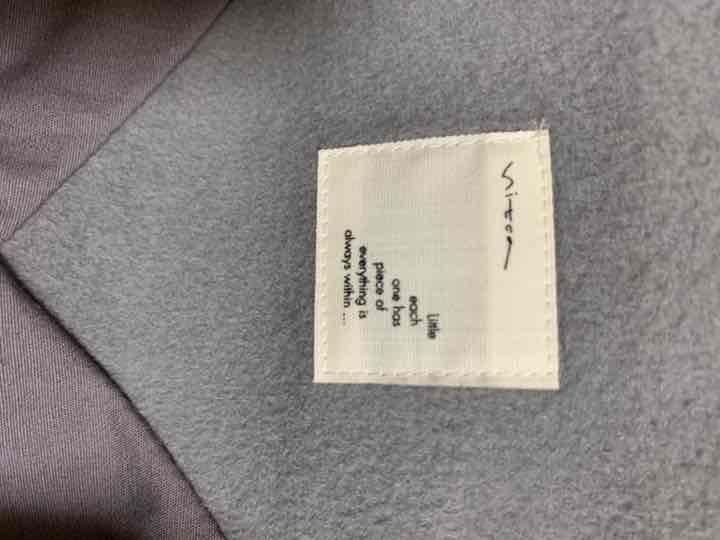 Little
each
one has
piece of
everything is
always within ...